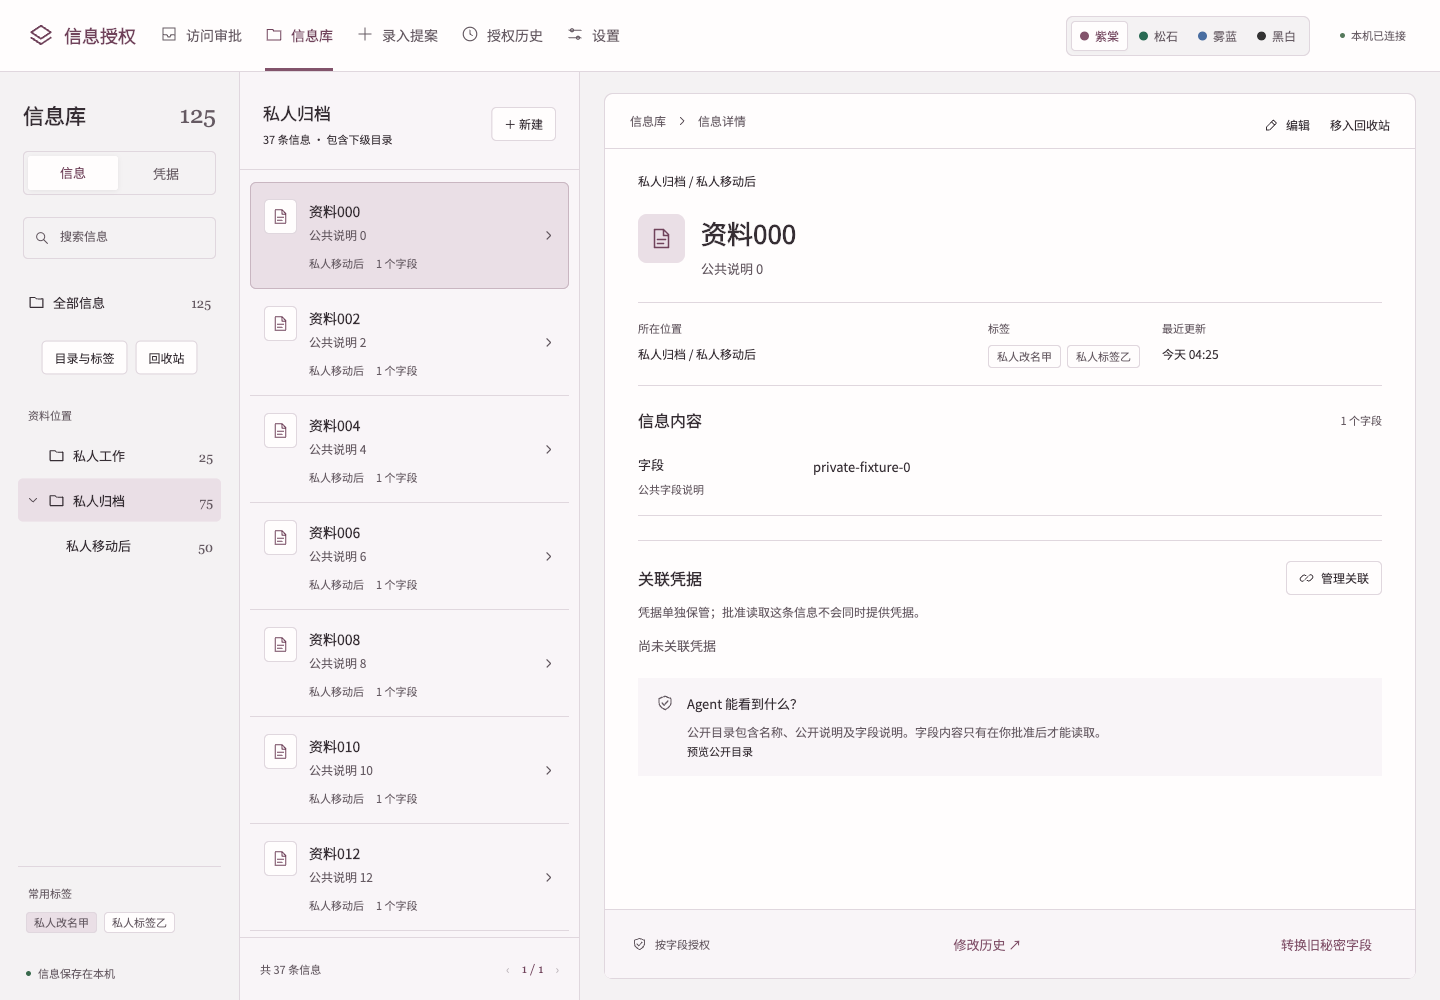 信息授权
访问审批
信息库
录入提案
授权历史
设置
紫棠
松石
雾蓝
黑白
本机已连接
信息库 125
信息
凭据
搜索信息
全部信息 125
目录与标签
回收站
资料位置
私人工作 25
私人归档 75
私人移动后 50
常用标签
私人改名甲 私人标签乙
信息保存在本机
私人归档
37 条信息 · 包含下级目录
新建
资料000
公共说明 0
私人移动后 1 个字段
资料002
公共说明 2
私人移动后 1 个字段
资料004
公共说明 4
私人移动后 1 个字段
资料006
公共说明 6
私人移动后 1 个字段
资料008
公共说明 8
私人移动后 1 个字段
资料010
公共说明 10
私人移动后 1 个字段
资料012
公共说明 12
私人移动后 1 个字段
共 37 条信息
‹ 1 / 1 ›
信息库 > 信息详情
编辑
移入回收站
私人归档 / 私人移动后
资料000
公共说明 0
所在位置
私人归档 / 私人移动后
标签
私人改名甲 私人标签乙
最近更新
今天 04:25
信息内容
1 个字段
字段
公共字段说明
private-fixture-0
关联凭据
管理关联
凭据单独保管；批准读取这条信息不会同时提供凭据。
尚未关联凭据
Agent 能看到什么？
公开目录包含名称、公开说明及字段说明。字段内容只有在你批准后才能读取。
预览公开目录
按字段授权
修改历史 ↗
转换旧秘密字段